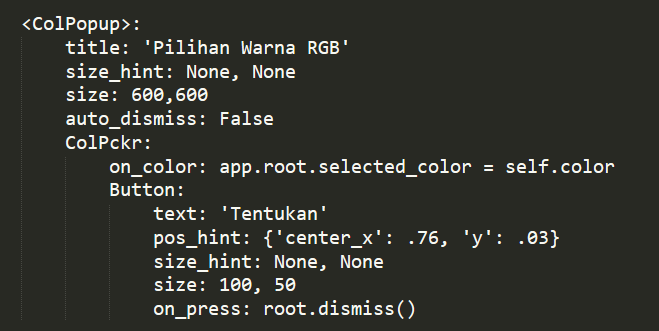 <ColPopup>:
    title: 'Pilihan Warna RGB'
    size_hint: None, None
    size: 600,600
    auto_dismiss: False
    ColPckr:
        on_color: app.root.selected_color = self.color
        Button:
            text: 'Tentukan'
            pos_hint: {'center_x': .76, 'y': .03}
            size_hint: None, None
            size: 100, 50
            on_press: root.dismiss()